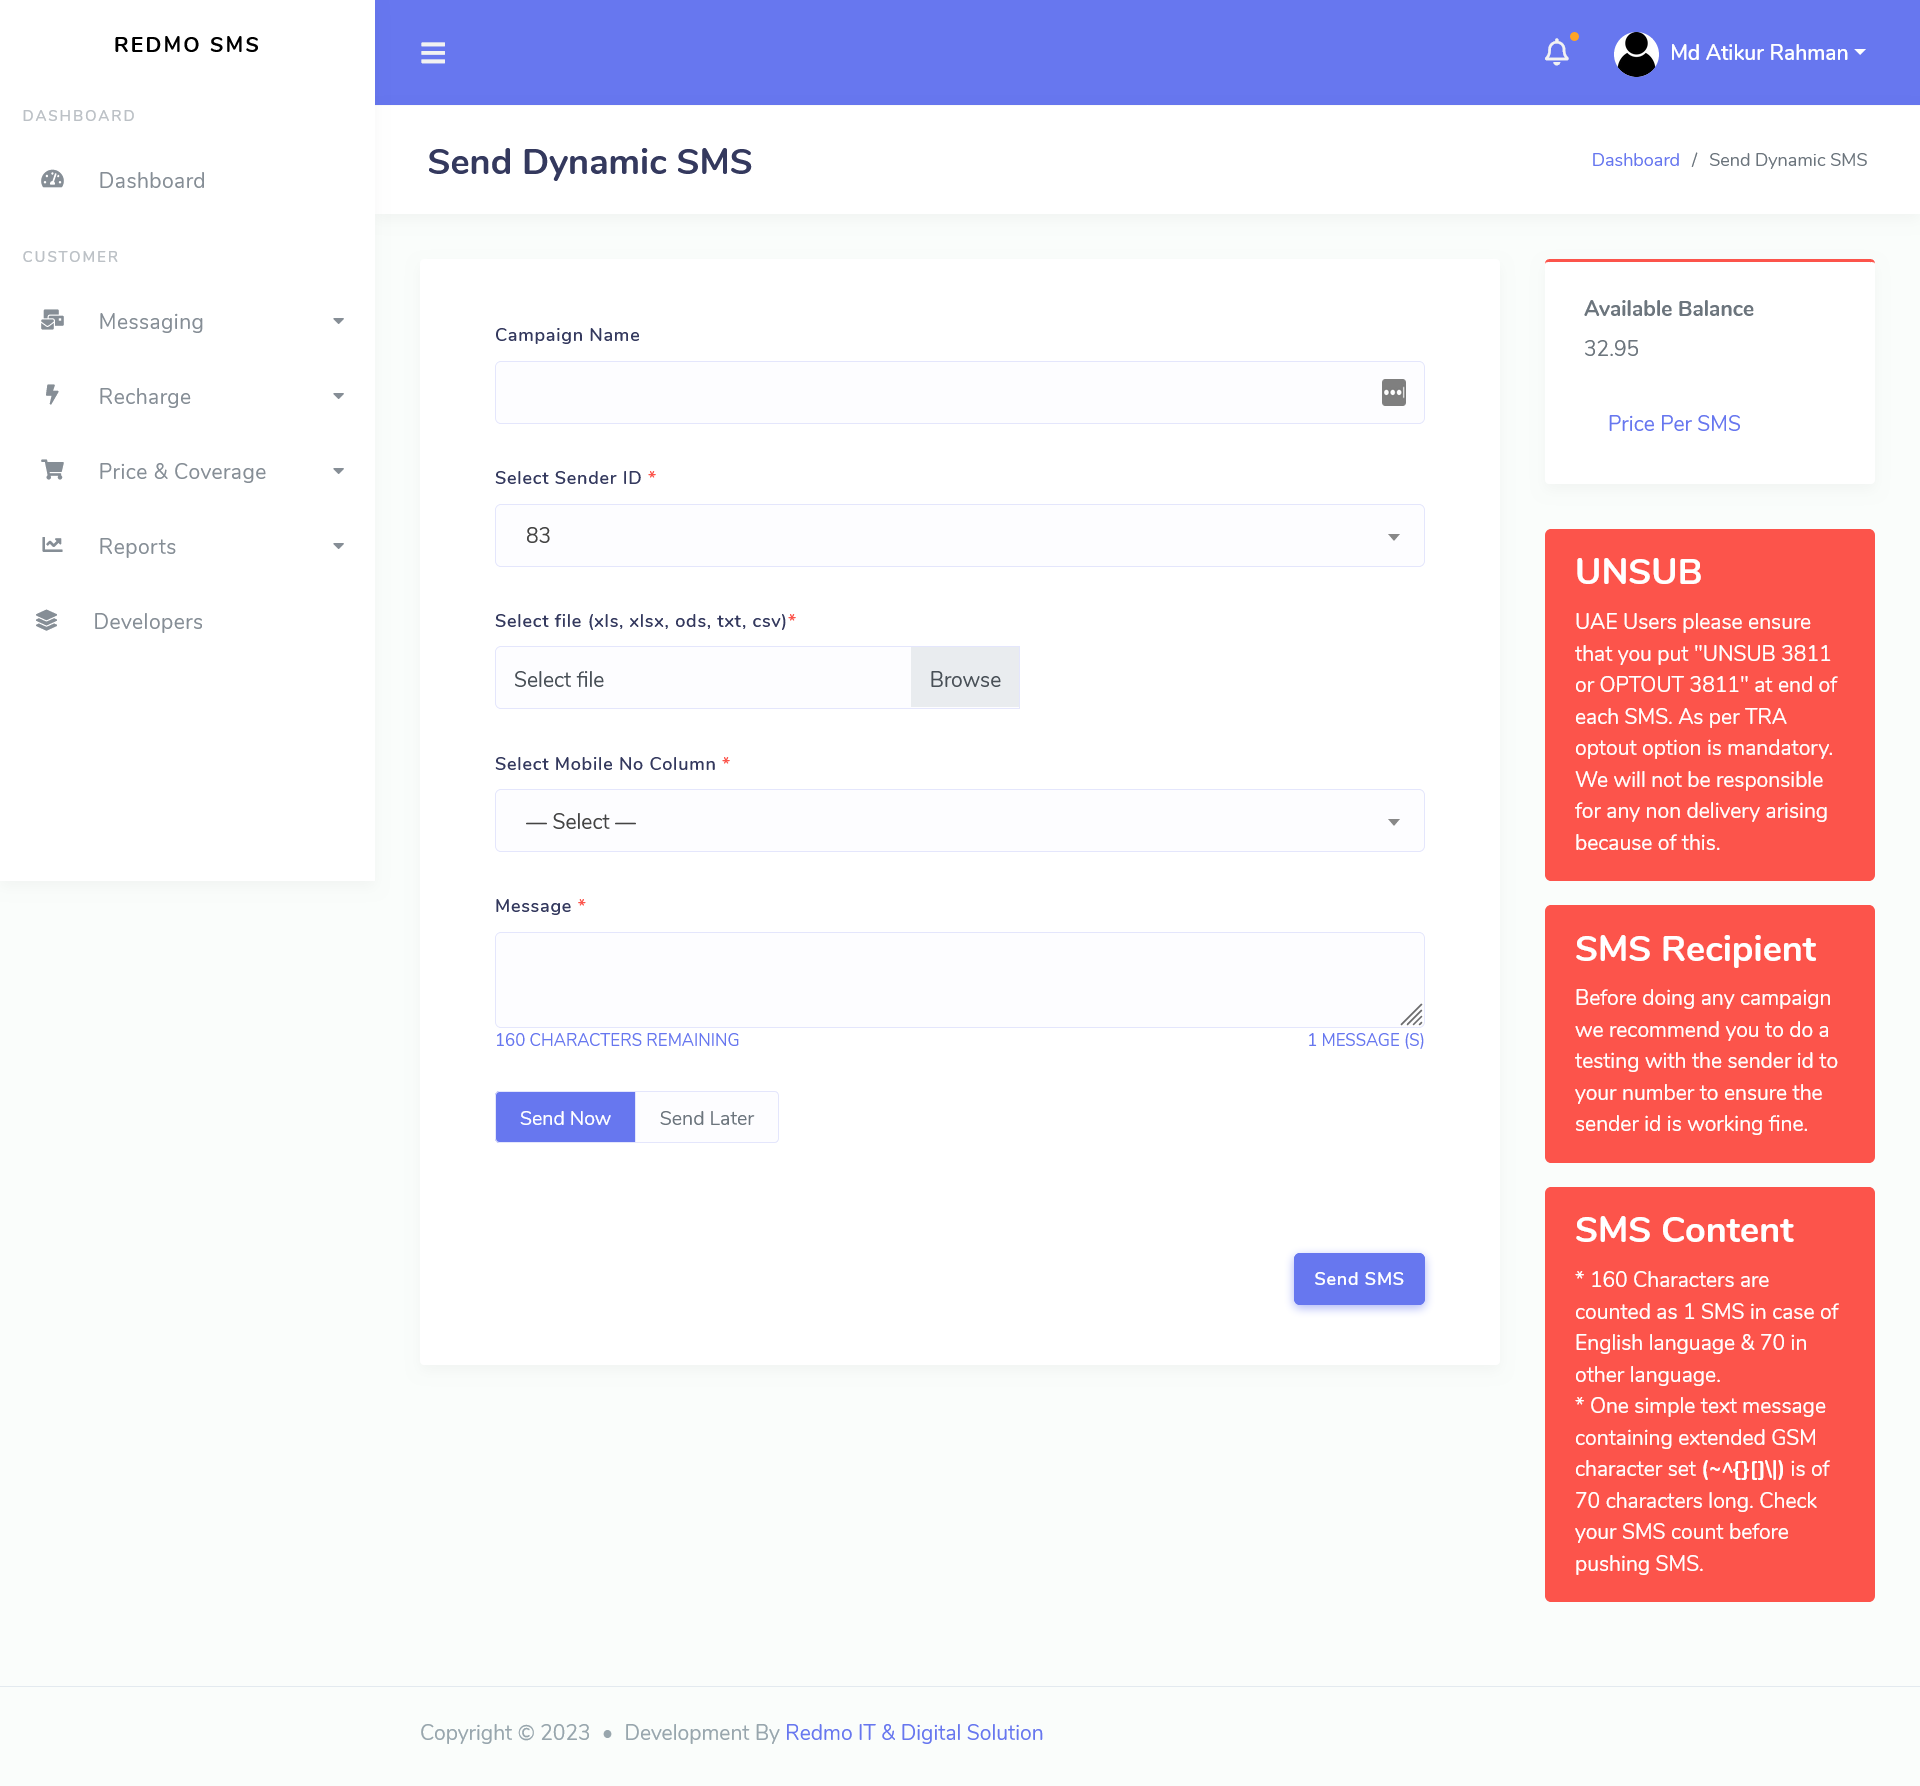 REDMO SMS
Md Atikur Rahman
DASHBOARD
Dashboard
CUSTOMER
Messaging
Recharge
Price & Coverage
Reports
Developers
Send Dynamic SMS
Dashboard / Send Dynamic SMS
Campaign Name
Select Sender ID *
83
Select file (xls, xlsx, ods, txt, csv)*
Select file
Browse
Select Mobile No Column *
— Select —
Message *
160 CHARACTERS REMAINING
1 MESSAGE (S)
Send Now
Send Later
Send SMS
Available Balance
32.95
Price Per SMS
UNSUB
UAE Users please ensure
that you put "UNSUB 3811
or OPTOUT 3811" at end of
each SMS. As per TRA
optout option is mandatory.
We will not be responsible
for any non delivery arising
because of this.
SMS Recipient
Before doing any campaign
we recommend you to do a
testing with the sender id to
your number to ensure the
sender id is working fine.
SMS Content
* 160 Characters are
counted as 1 SMS in case of
English language & 70 in
other language.
* One simple text message
containing extended GSM
character set (~^{}[]\|) is of
70 characters long. Check
your SMS count before
pushing SMS.
Copyright © 2023 • Development By Redmo IT & Digital Solution